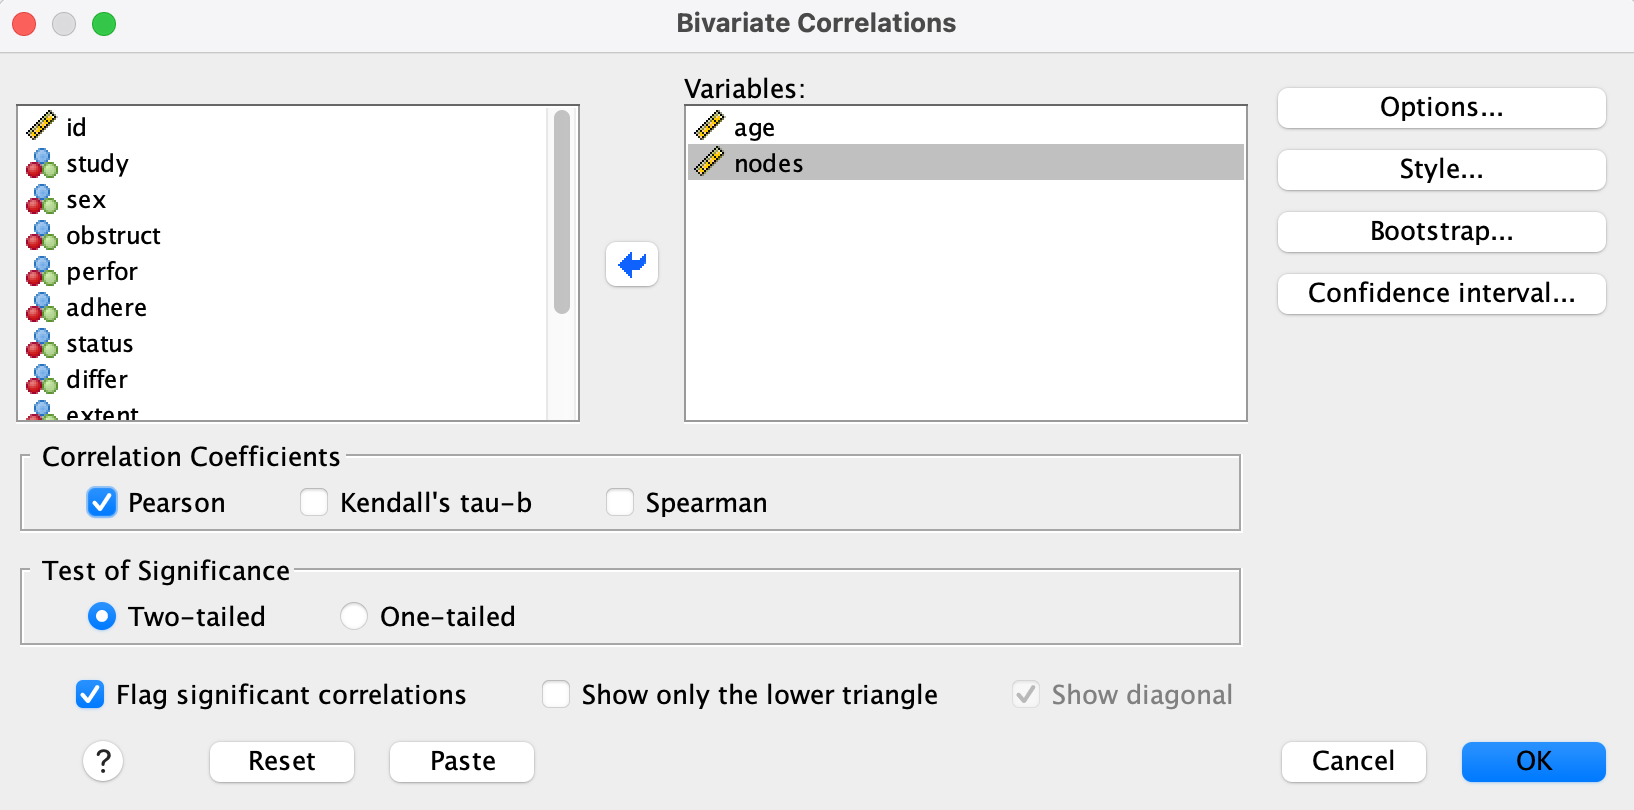 Bivariate Correlations
Variables:
id
study
sex
obstruct
perfor
adhere
status
differ
extent
age
nodes
Options...
Style...
Bootstrap...
Confidence interval...
Correlation Coefficients
Pearson Kendall's tau-b Spearman
Test of Significance
Two-tailed One-tailed
Flag significant correlations Show only the lower triangle Show diagonal
? Reset Paste Cancel OK